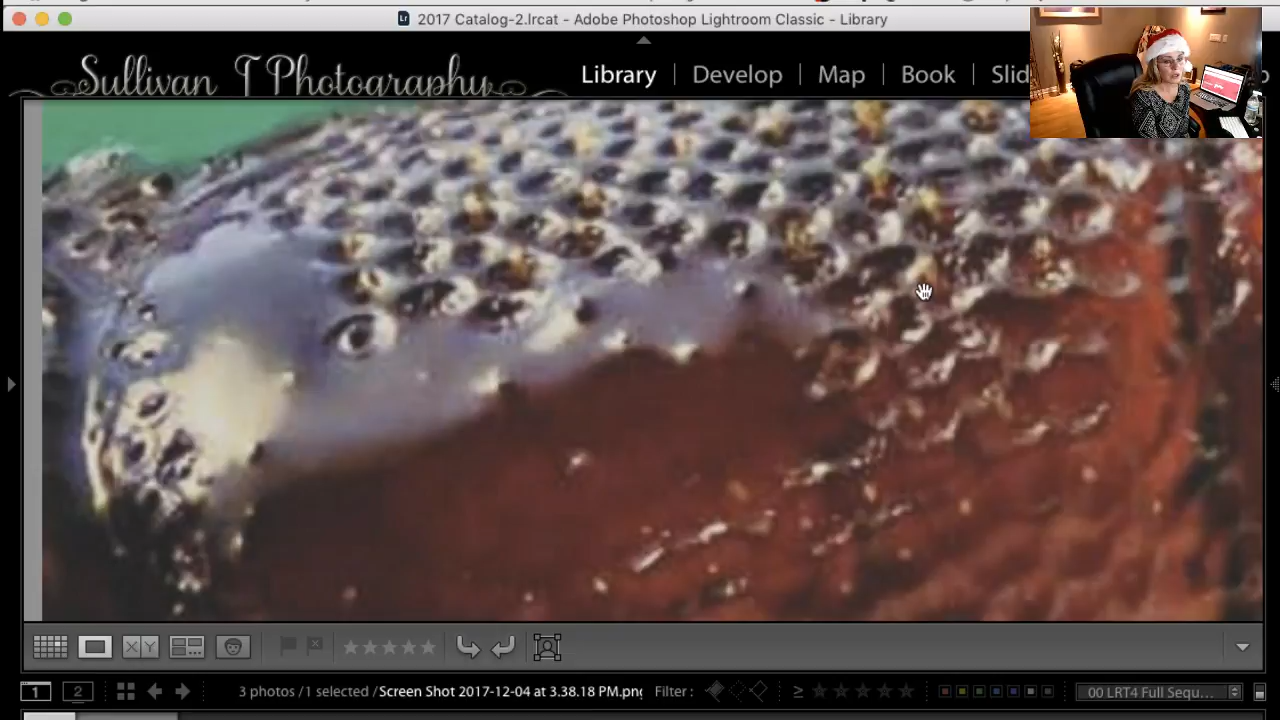 2017 Catalog-2.lrcat - Adobe Photoshop Lightroom Classic - Library
Sullivan J Photography
Library | Develop | Map | Book | Slid
1 2 3 photos / 1 selected / Screen Shot 2017-12-04 at 3.38.18 PM.png Filter : ≥ 00 LRT4 Full Sequ...